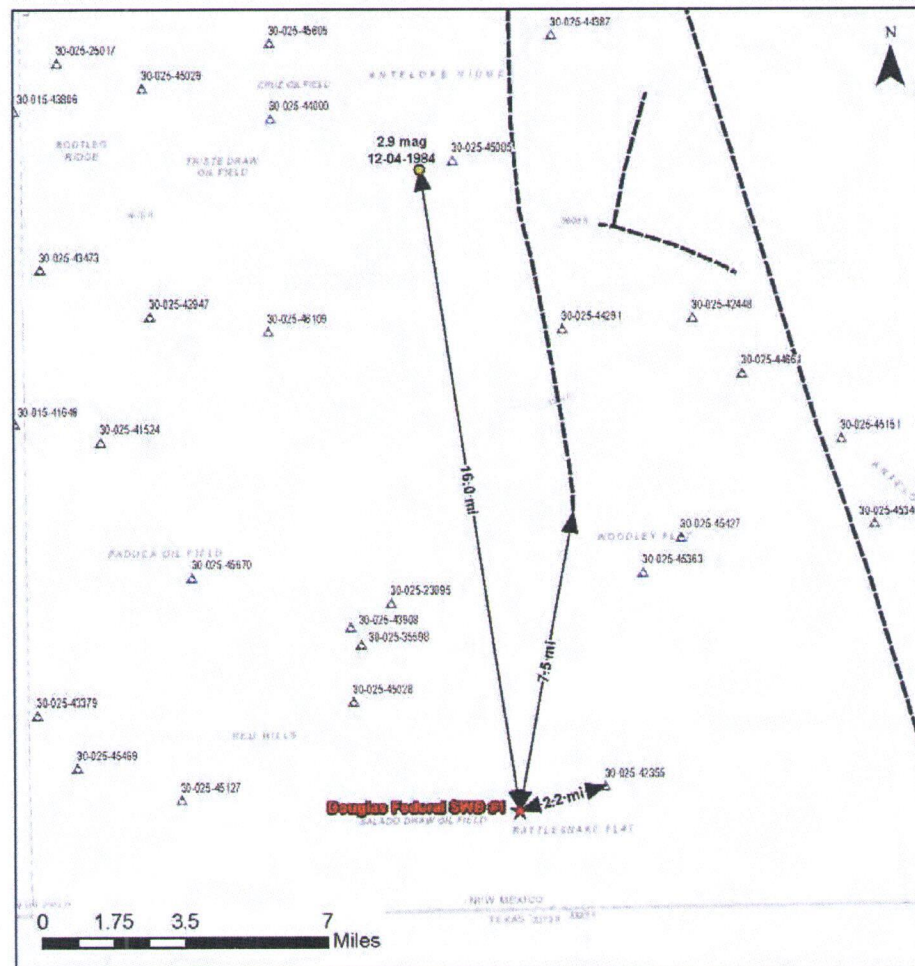 30-025-45605
30-025-44387
N
30-025-25017
30-025-45029
ANTELOPE RIDGE
CRUZ OIL FIELD
30-015-43806
30-025-44000
BOOTLEG
RIDGE
2.9 mag
12-04-1984
30-025-45085
TRISTE DRAW
OIL FIELD
30-025-43473
30-025-42947
30-025-46109
30-025-44291
30-025-42448
30-025-44661
30-015-41648
30-025-41524
30-025-45151
16.0 mi
30-025-45427
WOODLEY FLAT
PADUCA OIL FIELD
30-025-45670
30-025-45363
30-025-23895
30-025-43908
30-025-35598
7.5 mi
30-025-45028
30-025-43379
RED HILLS
30-025-45469
30-025-45127
30-025-42355
2.2 mi
Douglas Federal SWD #1
SALADO DRAW OIL FIELD
RATTLESNAKE FLAT
NEW MEXICO
TEXAS
0 1.75 3.5 7
Miles